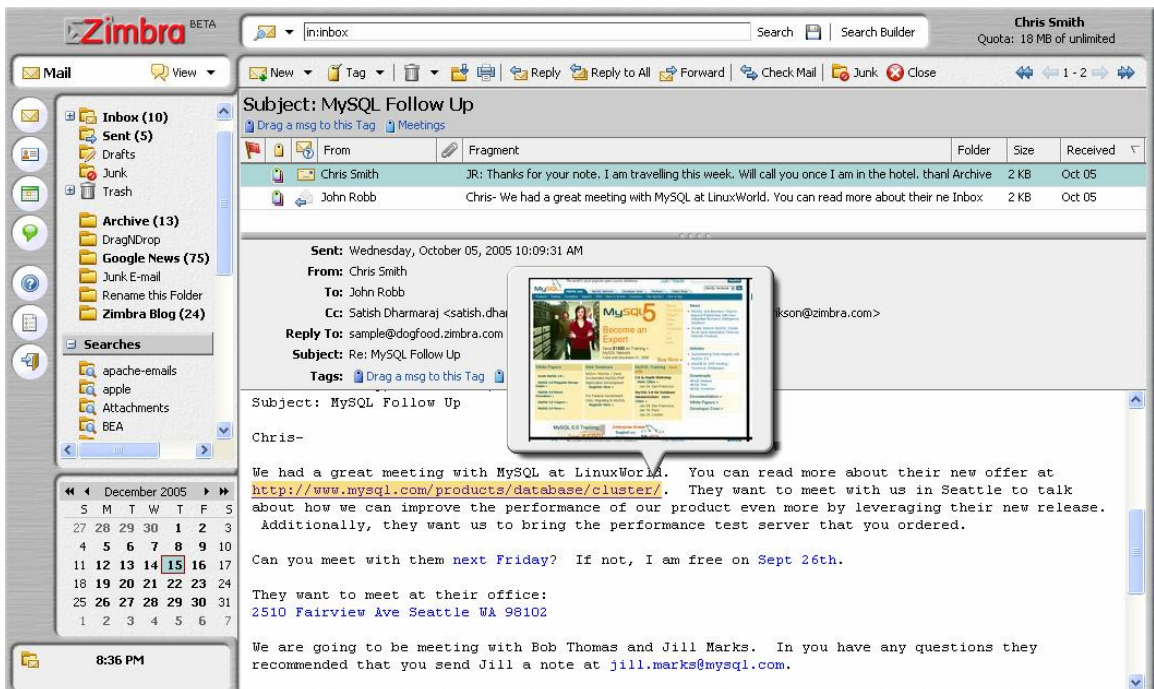 Zimbra BETA
in:inbox Search Search Builder
Chris Smith
Quota: 18 MB of unlimited
Mail View
New Tag Reply Reply to All Forward Check Mail Junk Close 1 - 2
Inbox (10)
Sent (5)
Drafts
Junk
Trash
Archive (13)
DragNDrop
Google News (75)
Junk E-mail
Rename this Folder
Zimbra Blog (24)
Searches
apache-emails
apple
Attachments
BEA
December 2005
S M T W T F S
27 28 29 30 1 2 3
4 5 6 7 8 9 10
11 12 13 14 15 16 17
18 19 20 21 22 23 24
25 26 27 28 29 30 31
1 2 3 4 5 6 7
8:36 PM
Subject: MySQL Follow Up
Drag a msg to this Tag Meetings
From Fragment Folder Size Received
Chris Smith JR: Thanks for your note. I am travelling this week. Will call you once I am in the hotel. thanl Archive 2 KB Oct 05
John Robb Chris- We had a great meeting with MySQL at LinuxWorld. You can read more about their ne Inbox 2 KB Oct 05
Sent: Wednesday, October 05, 2005 10:09:31 AM
From: Chris Smith
To: John Robb
Cc: Satish Dharmaraj <satish.dhar ikson@zimbra.com>
Reply To: sample@dogfood.zimbra.com
Subject: Re: MySQL Follow Up
Tags: Drag a msg to this Tag
MySQL
MySQL5
Become an
Expert
Subject: MySQL Follow Up
Chris-
We had a great meeting with MySQL at LinuxWorld. You can read more about their new offer at
http://www.mysql.com/products/database/cluster/. They want to meet with us in Seattle to talk
about how we can improve the performance of our product even more by leveraging their new release.
Additionally, they want us to bring the performance test server that you ordered.
Can you meet with them next Friday? If not, I am free on Sept 26th.
They want to meet at their office:
2510 Fairview Ave Seattle WA 98102
We are going to be meeting with Bob Thomas and Jill Marks. In you have any questions they
recommended that you send Jill a note at jill.marks@mysql.com.